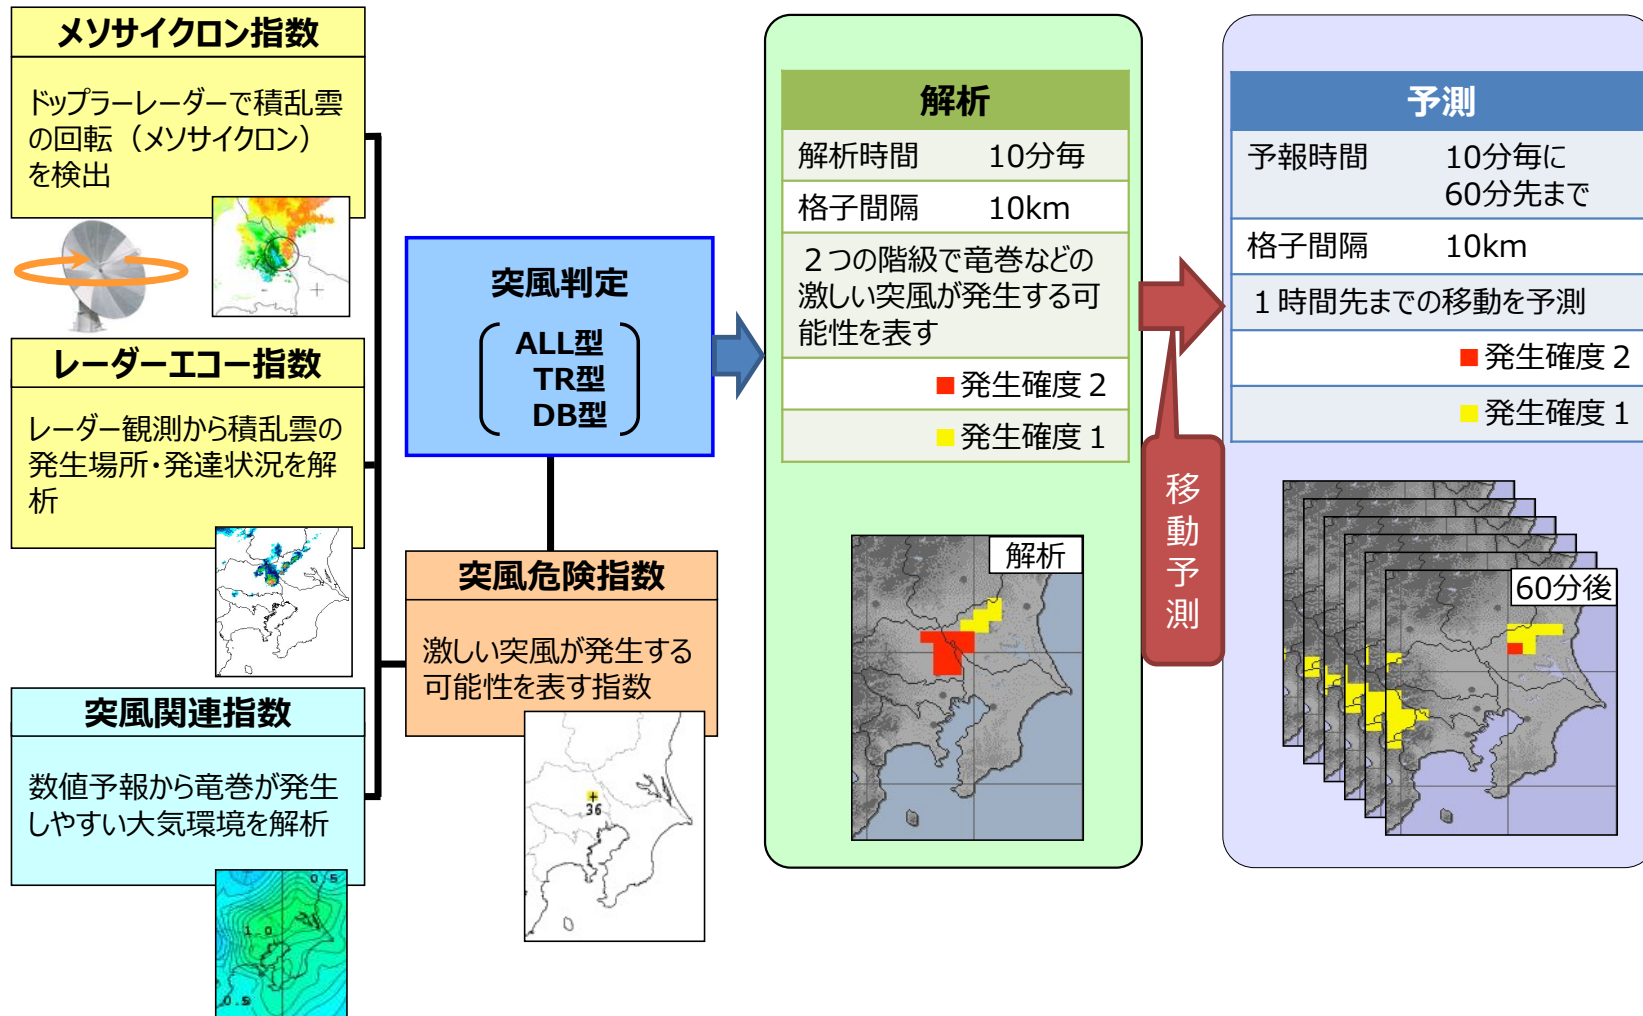 メソサイクロン指数
ドップラーレーダーで積乱雲
の回転（メソサイクロン）
を検出
レーダーエコー指数
レーダー観測から積乱雲の
発生場所・発達状況を解
析
突風関連指数
数値予報から竜巻が発生
しやすい大気環境を解析
0.5
1.0
0.5
突風判定
ALL型
TR型
DB型
突風危険指数
激しい突風が発生する
可能性を表す指数
36
解析
解析時間 10分毎
格子間隔 10km
２つの階級で竜巻などの
激しい突風が発生する可
能性を表す
■発生確度２
■発生確度１
解析
移動予測
予測
予報時間 10分毎に
60分先まで
格子間隔 10km
１時間先までの移動を予測
■発生確度２
■発生確度１
60分後